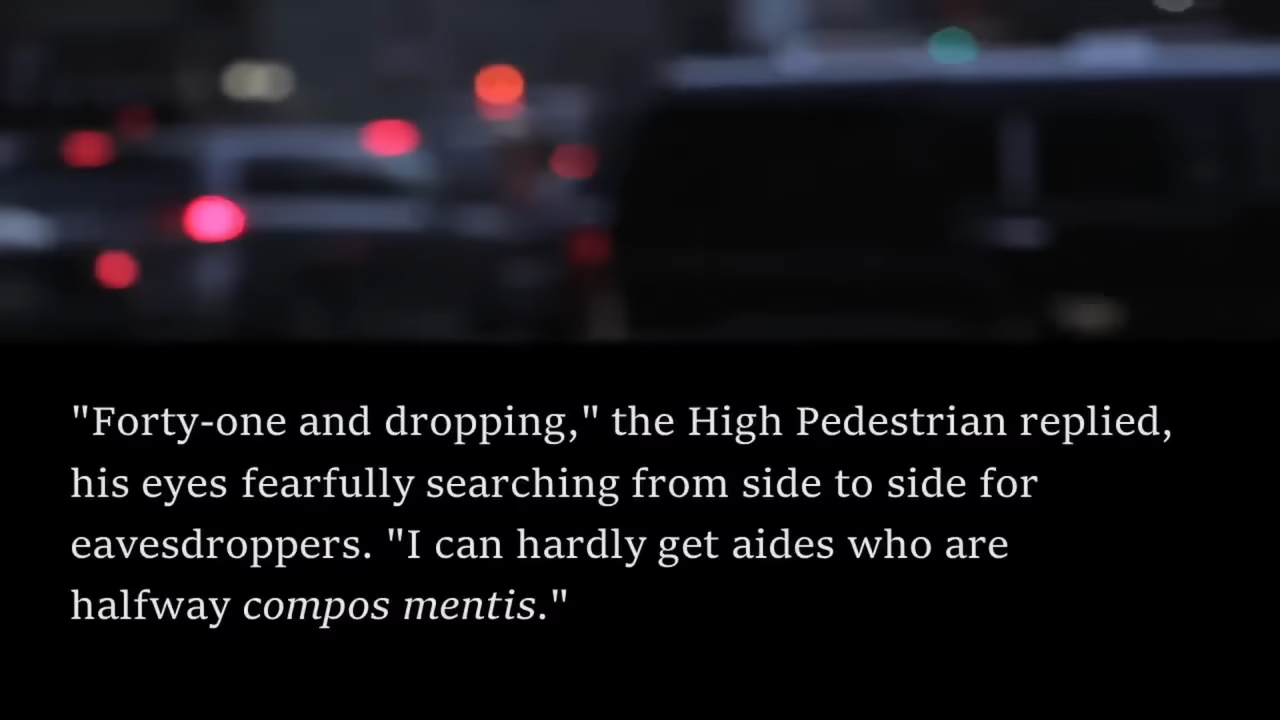 "Forty-one and dropping," the High Pedestrian replied,
his eyes fearfully searching from side to side for
eavesdroppers. "I can hardly get aides who are
halfway compos mentis."